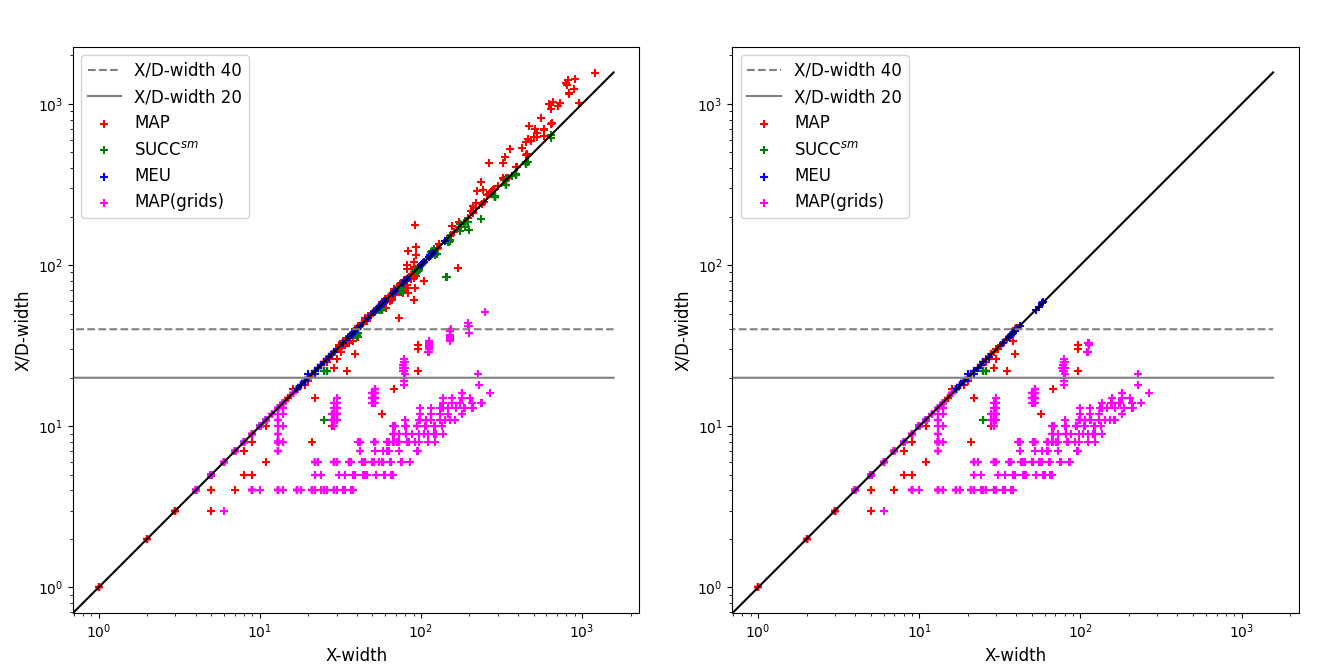 X/D-width 40
X/D-width 20
MAP
SUCC^sm
MEU
MAP(grids)
10^3
10^2
10^1
10^0
X/D-width
10^0 10^1 10^2 10^3
X-width
X/D-width 40
X/D-width 20
MAP
SUCC^sm
MEU
MAP(grids)
10^3
10^2
10^1
10^0
X/D-width
10^0 10^1 10^2 10^3
X-width